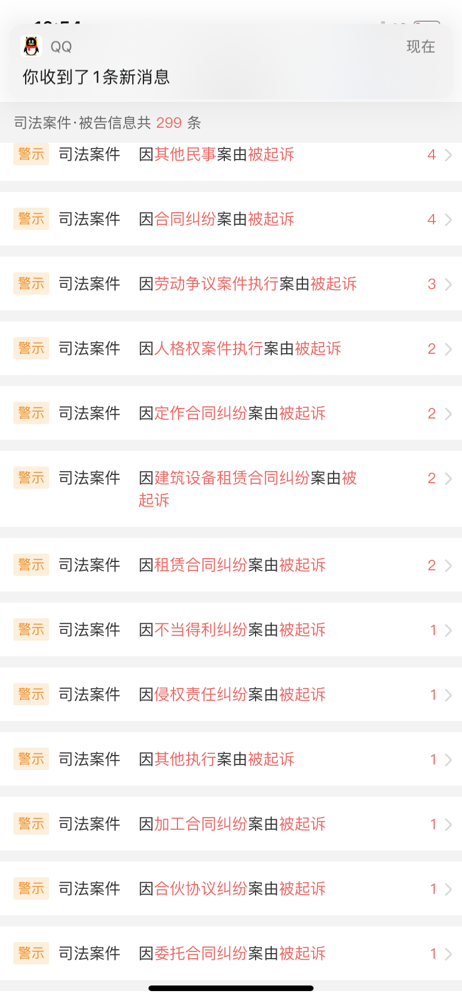 QQ
现在
你收到了1条新消息
司法案件·被告信息共 299 条
警示 司法案件 因其他民事案由被起诉 4
警示 司法案件 因合同纠纷案由被起诉 4
警示 司法案件 因劳动争议案件执行案由被起诉 3
警示 司法案件 因人格权案件执行案由被起诉 2
警示 司法案件 因定作合同纠纷案由被起诉 2
警示 司法案件 因建筑设备租赁合同纠纷案由被 2
起诉
警示 司法案件 因租赁合同纠纷案由被起诉 2
警示 司法案件 因不当得利纠纷案由被起诉 1
警示 司法案件 因侵权责任纠纷案由被起诉 1
警示 司法案件 因其他执行案由被起诉 1
警示 司法案件 因加工合同纠纷案由被起诉 1
警示 司法案件 因合伙协议纠纷案由被起诉 1
警示 司法案件 因委托合同纠纷案由被起诉 1